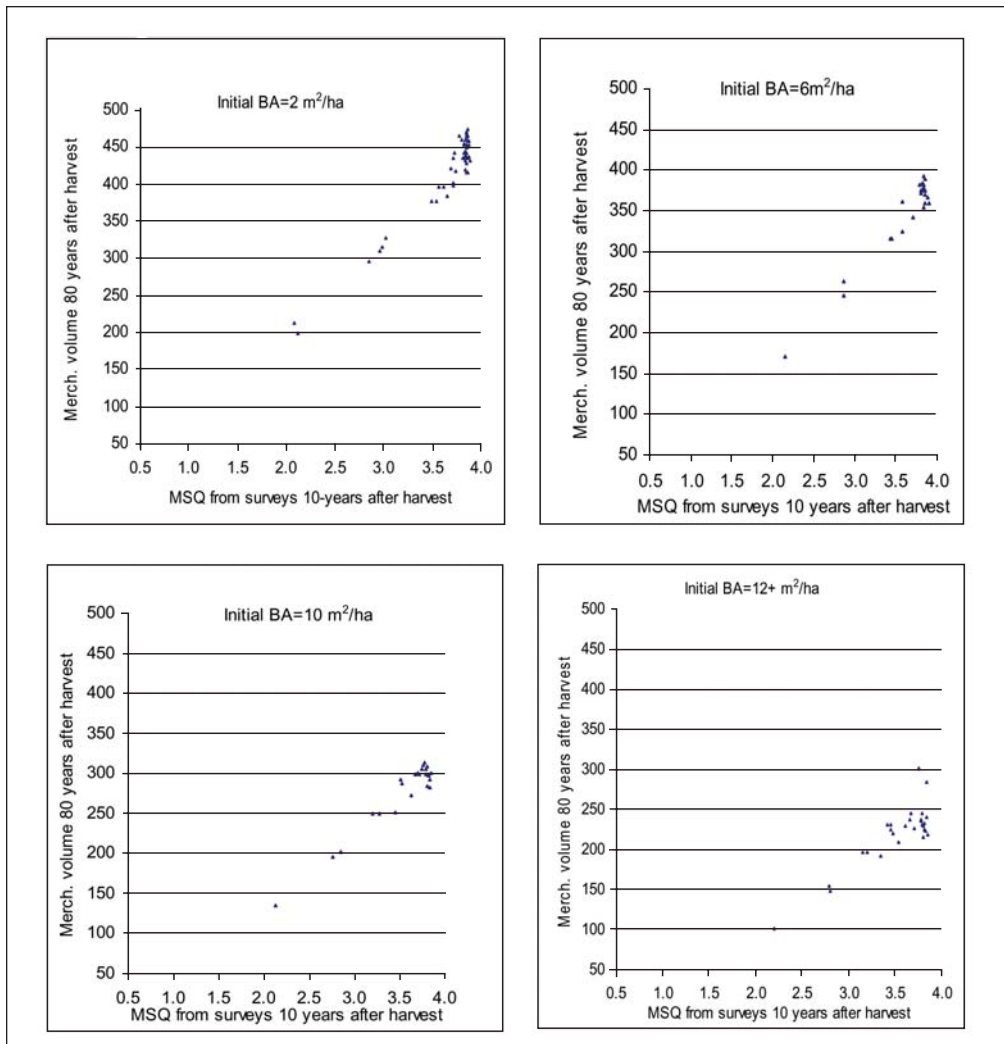 Initial BA=2 m²/ha
Merch. volume 80 years after harvest
500
450
400
350
300
250
200
150
100
50
0.5 1.0 1.5 2.0 2.5 3.0 3.5 4.0
MSQ from surveys 10-years after harvest
Initial BA=6m²/ha
Merch. volume 80 years after harvest
500
450
400
350
300
250
200
150
100
50
0.5 1.0 1.5 2.0 2.5 3.0 3.5 4.0
MSQ from surveys 10 years after harvest
Initial BA=10 m²/ha
Merch. volume 80 years after harvest
500
450
400
350
300
250
200
150
100
50
0.5 1.0 1.5 2.0 2.5 3.0 3.5 4.0
MSQ from surveys 10 years after harvest
Initial BA=12+ m²/ha
Merch. volume 80 years after harvest
500
450
400
350
300
250
200
150
100
50
0.5 1.0 1.5 2.0 2.5 3.0 3.5 4.0
MSQ from surveys 10 years after harvest